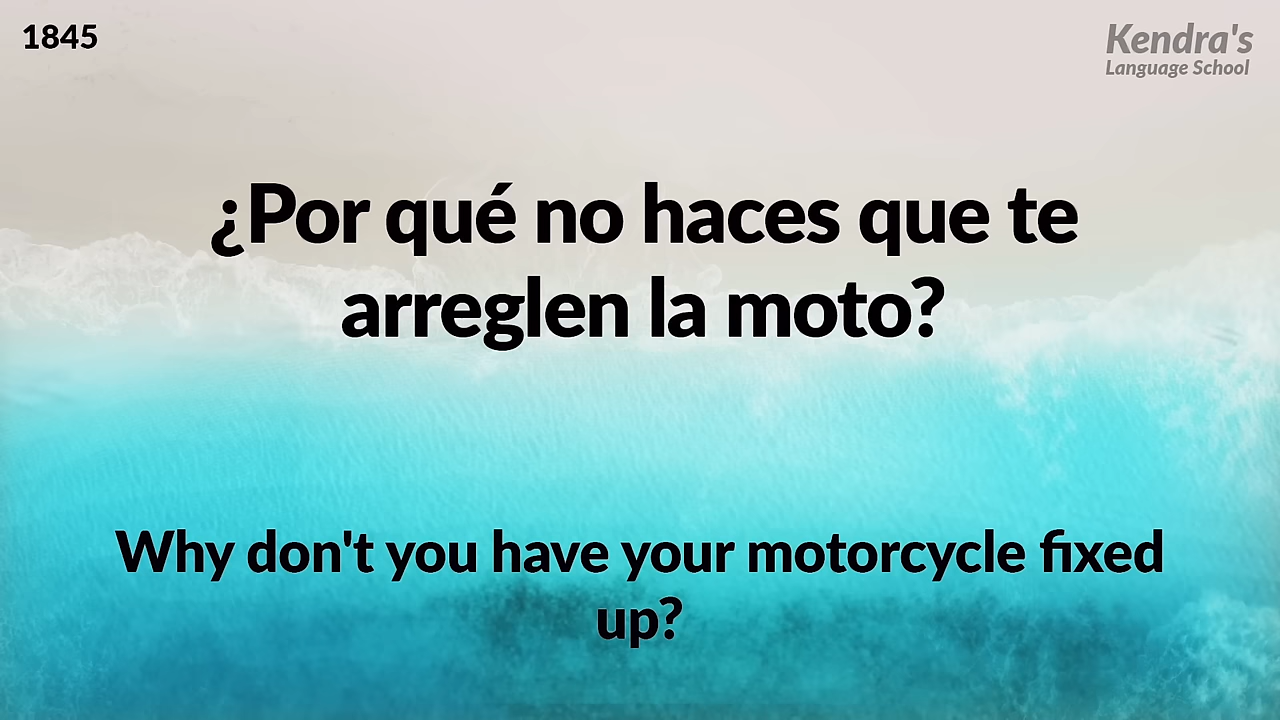 1845
Kendra's
Language School
¿Por qué no haces que te
arreglen la moto?
Why don't you have your motorcycle fixed
up?